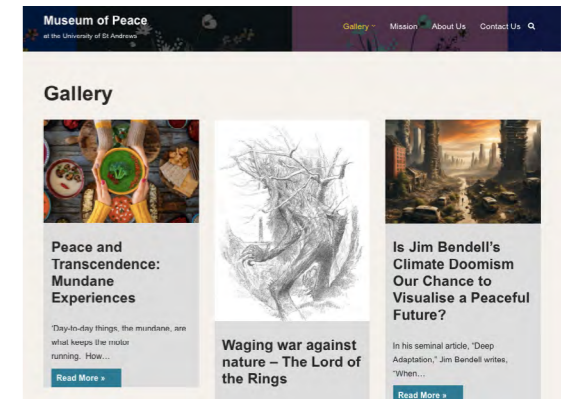 Museum of Peace
at the University of St Andrews
Gallery
Mission
About Us
Contact Us
Gallery
Peace and
Transcendence:
Mundane
Experiences
'Day-to-day things, the mundane, are
what keeps the motor
running. How…
Read More »
Waging war against
nature – The Lord of
the Rings
Is Jim Bendell's
Climate Doomism
Our Chance to
Visualise a Peaceful
Future?
In his seminal article, "Deep
Adaptation," Jim Bendell writes,
"When…
Read More »